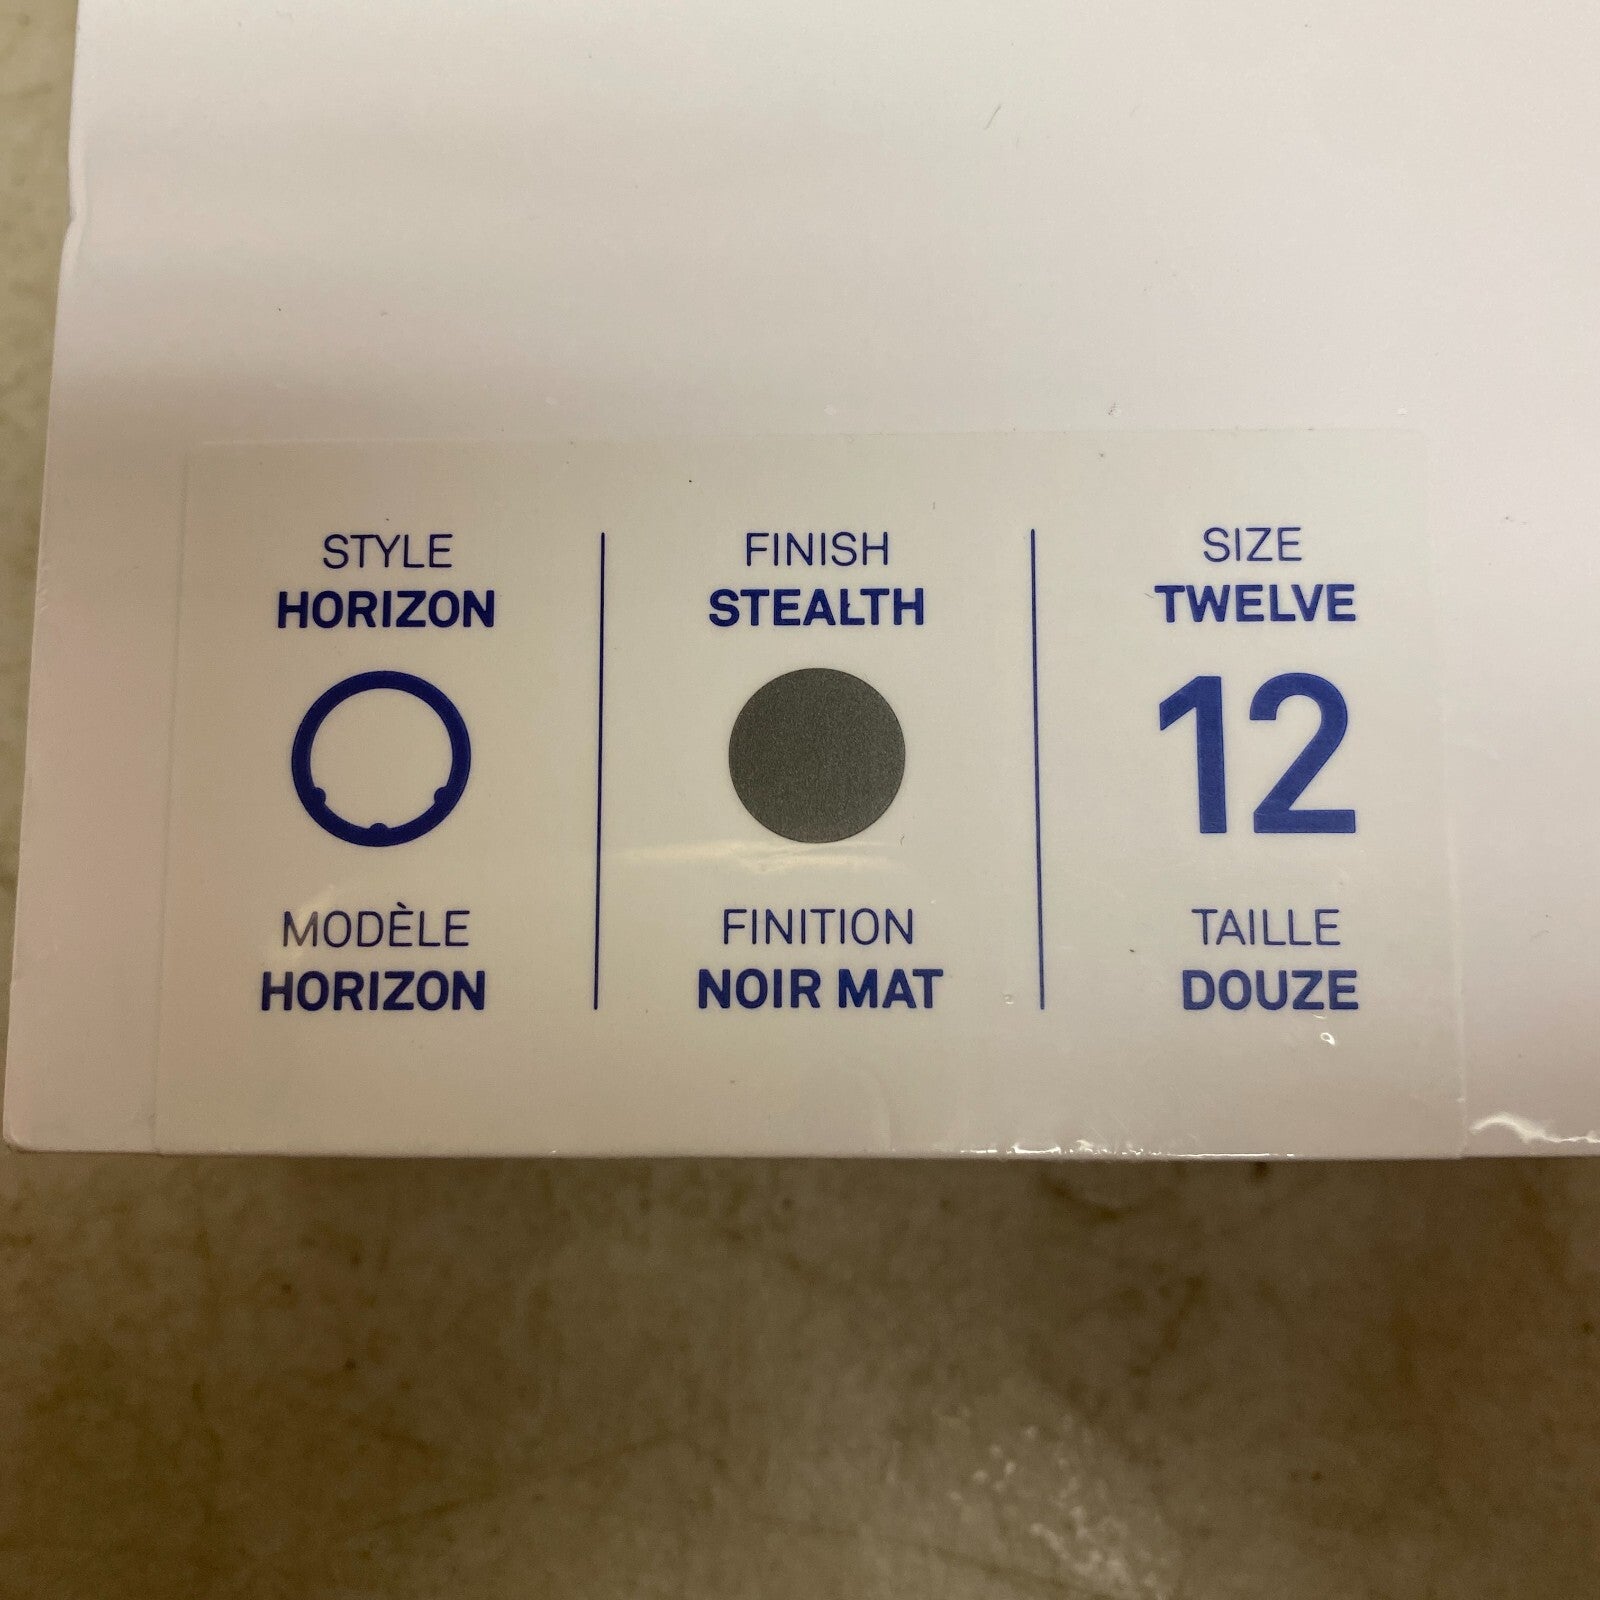 STYLE
HORIZON
MODÈLE
HORIZON
FINISH
STEALTH
FINITION
NOIR MAT
SIZE
TWELVE
12
TAILLE
DOUZE